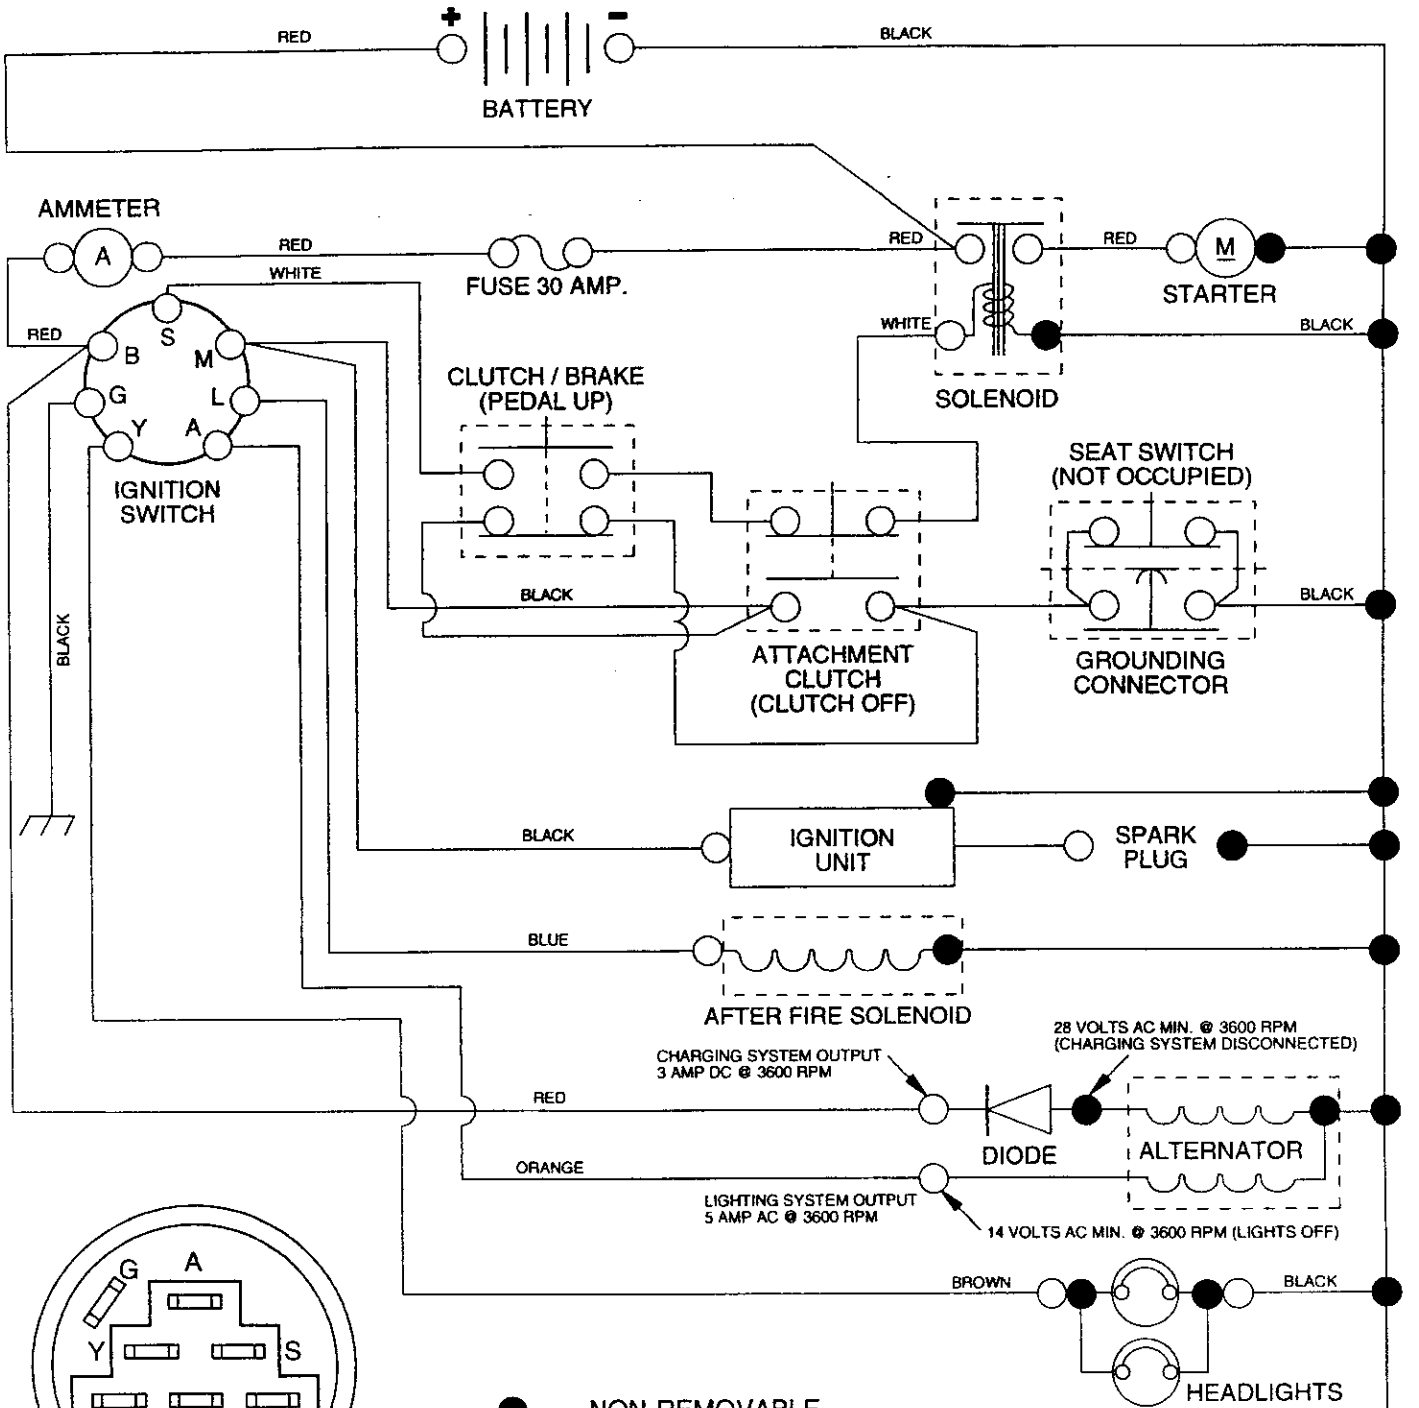 + -
RED
BLACK
BATTERY
AMMETER
A
RED
WHITE
FUSE 30 AMP.
RED
RED
M
STARTER
WHITE
BLACK
SOLENOID
RED
B
S
M
G
L
Y
A
IGNITION
SWITCH
CLUTCH / BRAKE
(PEDAL UP)
SEAT SWITCH
(NOT OCCUPIED)
BLACK
BLACK
BLACK
ATTACHMENT
CLUTCH
(CLUTCH OFF)
GROUNDING
CONNECTOR
BLACK
IGNITION
UNIT
SPARK
PLUG
BLUE
AFTER FIRE SOLENOID
28 VOLTS AC MIN. @ 3600 RPM
(CHARGING SYSTEM DISCONNECTED)
CHARGING SYSTEM OUTPUT
3 AMP DC @ 3600 RPM
RED
DIODE
ALTERNATOR
ORANGE
LIGHTING SYSTEM OUTPUT
5 AMP AC @ 3600 RPM
14 VOLTS AC MIN. @ 3600 RPM (LIGHTS OFF)
BROWN
BLACK
HEADLIGHTS
G
A
Y
S
NON-REMOVABLE